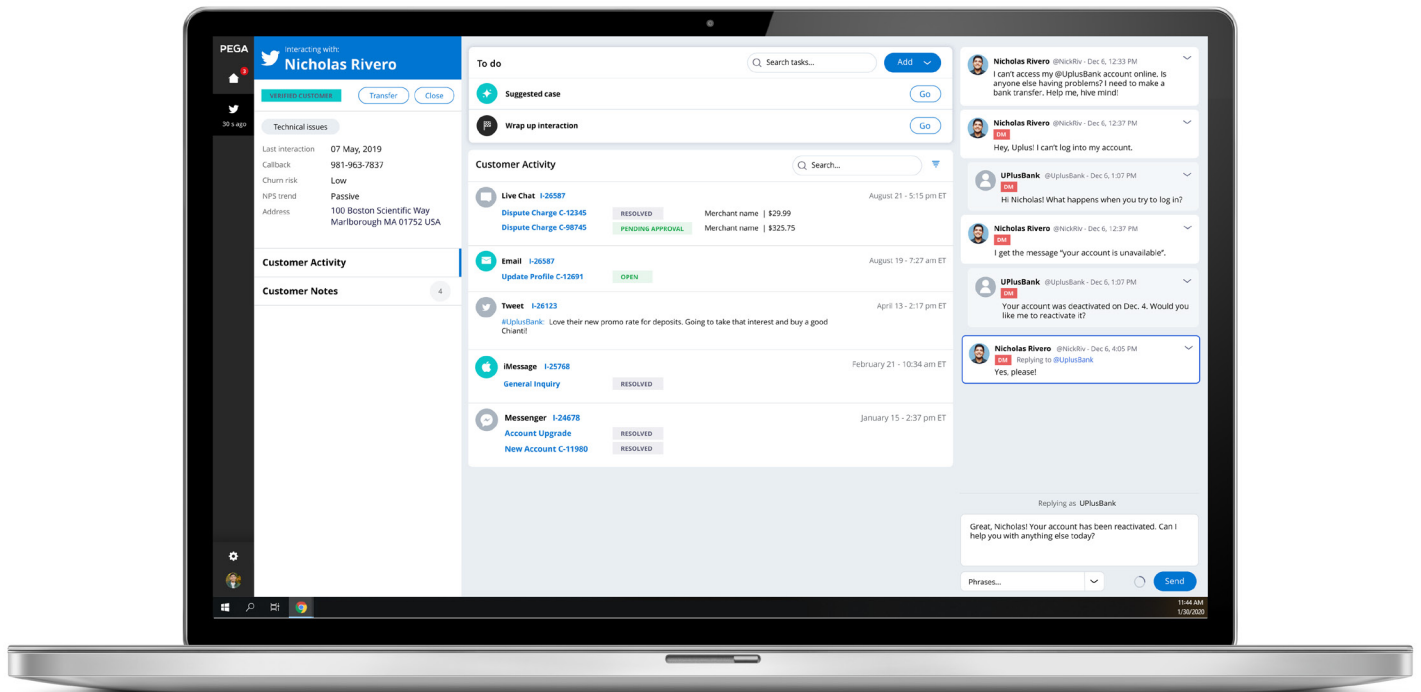 PEGA
3
30 s ago
Interacting with:
Nicholas Rivero
VERIFIED CUSTOMER
Transfer
Close
Technical issues
Last interaction 07 May, 2019
Callback 981-963-7837
Churn risk Low
NPS trend Passive
Address 100 Boston Scientific Way
Marlborough MA 01752 USA
Customer Activity
Customer Notes 4
To do
Search tasks...
Add
Suggested case
Go
Wrap up interaction
Go
Customer Activity
Search...
Live Chat I-26587 August 21 - 5:15 pm ET
Dispute Charge C-12345 RESOLVED Merchant name | $29.99
Dispute Charge C-98745 PENDING APPROVAL Merchant name | $325.75
Email I-26587 August 19 - 7:27 am ET
Update Profile C-12691 OPEN
Tweet I-26123 April 13 - 2:17 pm ET
#UplusBank: Love their new promo rate for deposits. Going to take that interest and buy a good
Chianti!
iMessage I-25768 February 21 - 10:34 am ET
General Inquiry RESOLVED
Messenger I-24678 January 15 - 2:37 pm ET
Account Upgrade RESOLVED
New Account C-11980 RESOLVED
Nicholas Rivero @NickRiv - Dec 6, 12:33 PM
I can't access my @UplusBank account online. Is
anyone else having problems? I need to make a
bank transfer. Help me, hive mind!
Nicholas Rivero @NickRiv - Dec 6, 12:37 PM
DM
Hey, Uplus! I can't log into my account.
UPlusBank @UplusBank - Dec 6, 1:07 PM
DM
Hi Nicholas! What happens when you try to log in?
Nicholas Rivero @NickRiv - Dec 6, 12:37 PM
DM
I get the message "your account is unavailable".
UPlusBank @UplusBank - Dec 6, 1:07 PM
DM
Your account was deactivated on Dec. 4. Would you
like me to reactivate it?
Nicholas Rivero @NickRiv - Dec 6, 4:05 PM
DM Replying to @UplusBank
Yes, please!
Replying as UPlusBank
Great, Nicholas! Your account has been reactivated. Can I
help you with anything else today?
Phrases...
Send
11:44 AM
1/30/2020